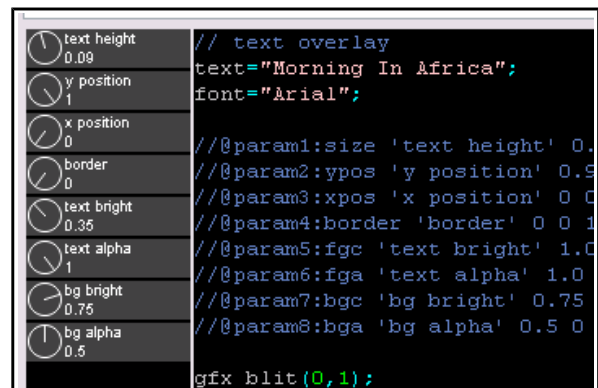 text height
0.09
y position
1
x position
0
border
0
text bright
0.35
text alpha
1
bg bright
0.75
bg alpha
0.5
// text overlay
text="Morning In Africa";
font="Arial";
//@param1:size 'text height' 0.
//@param2:ypos 'y position' 0.9
//@param3:xpos 'x position' 0 0
//@param4:border 'border' 0 0 1
//@param5:fgc 'text bright' 1.0
//@param6:fga 'text alpha' 1.0
//@param7:bgc 'bg bright' 0.75
//@param8:bga 'bg alpha' 0.5 0
gfx_blit(0,1);